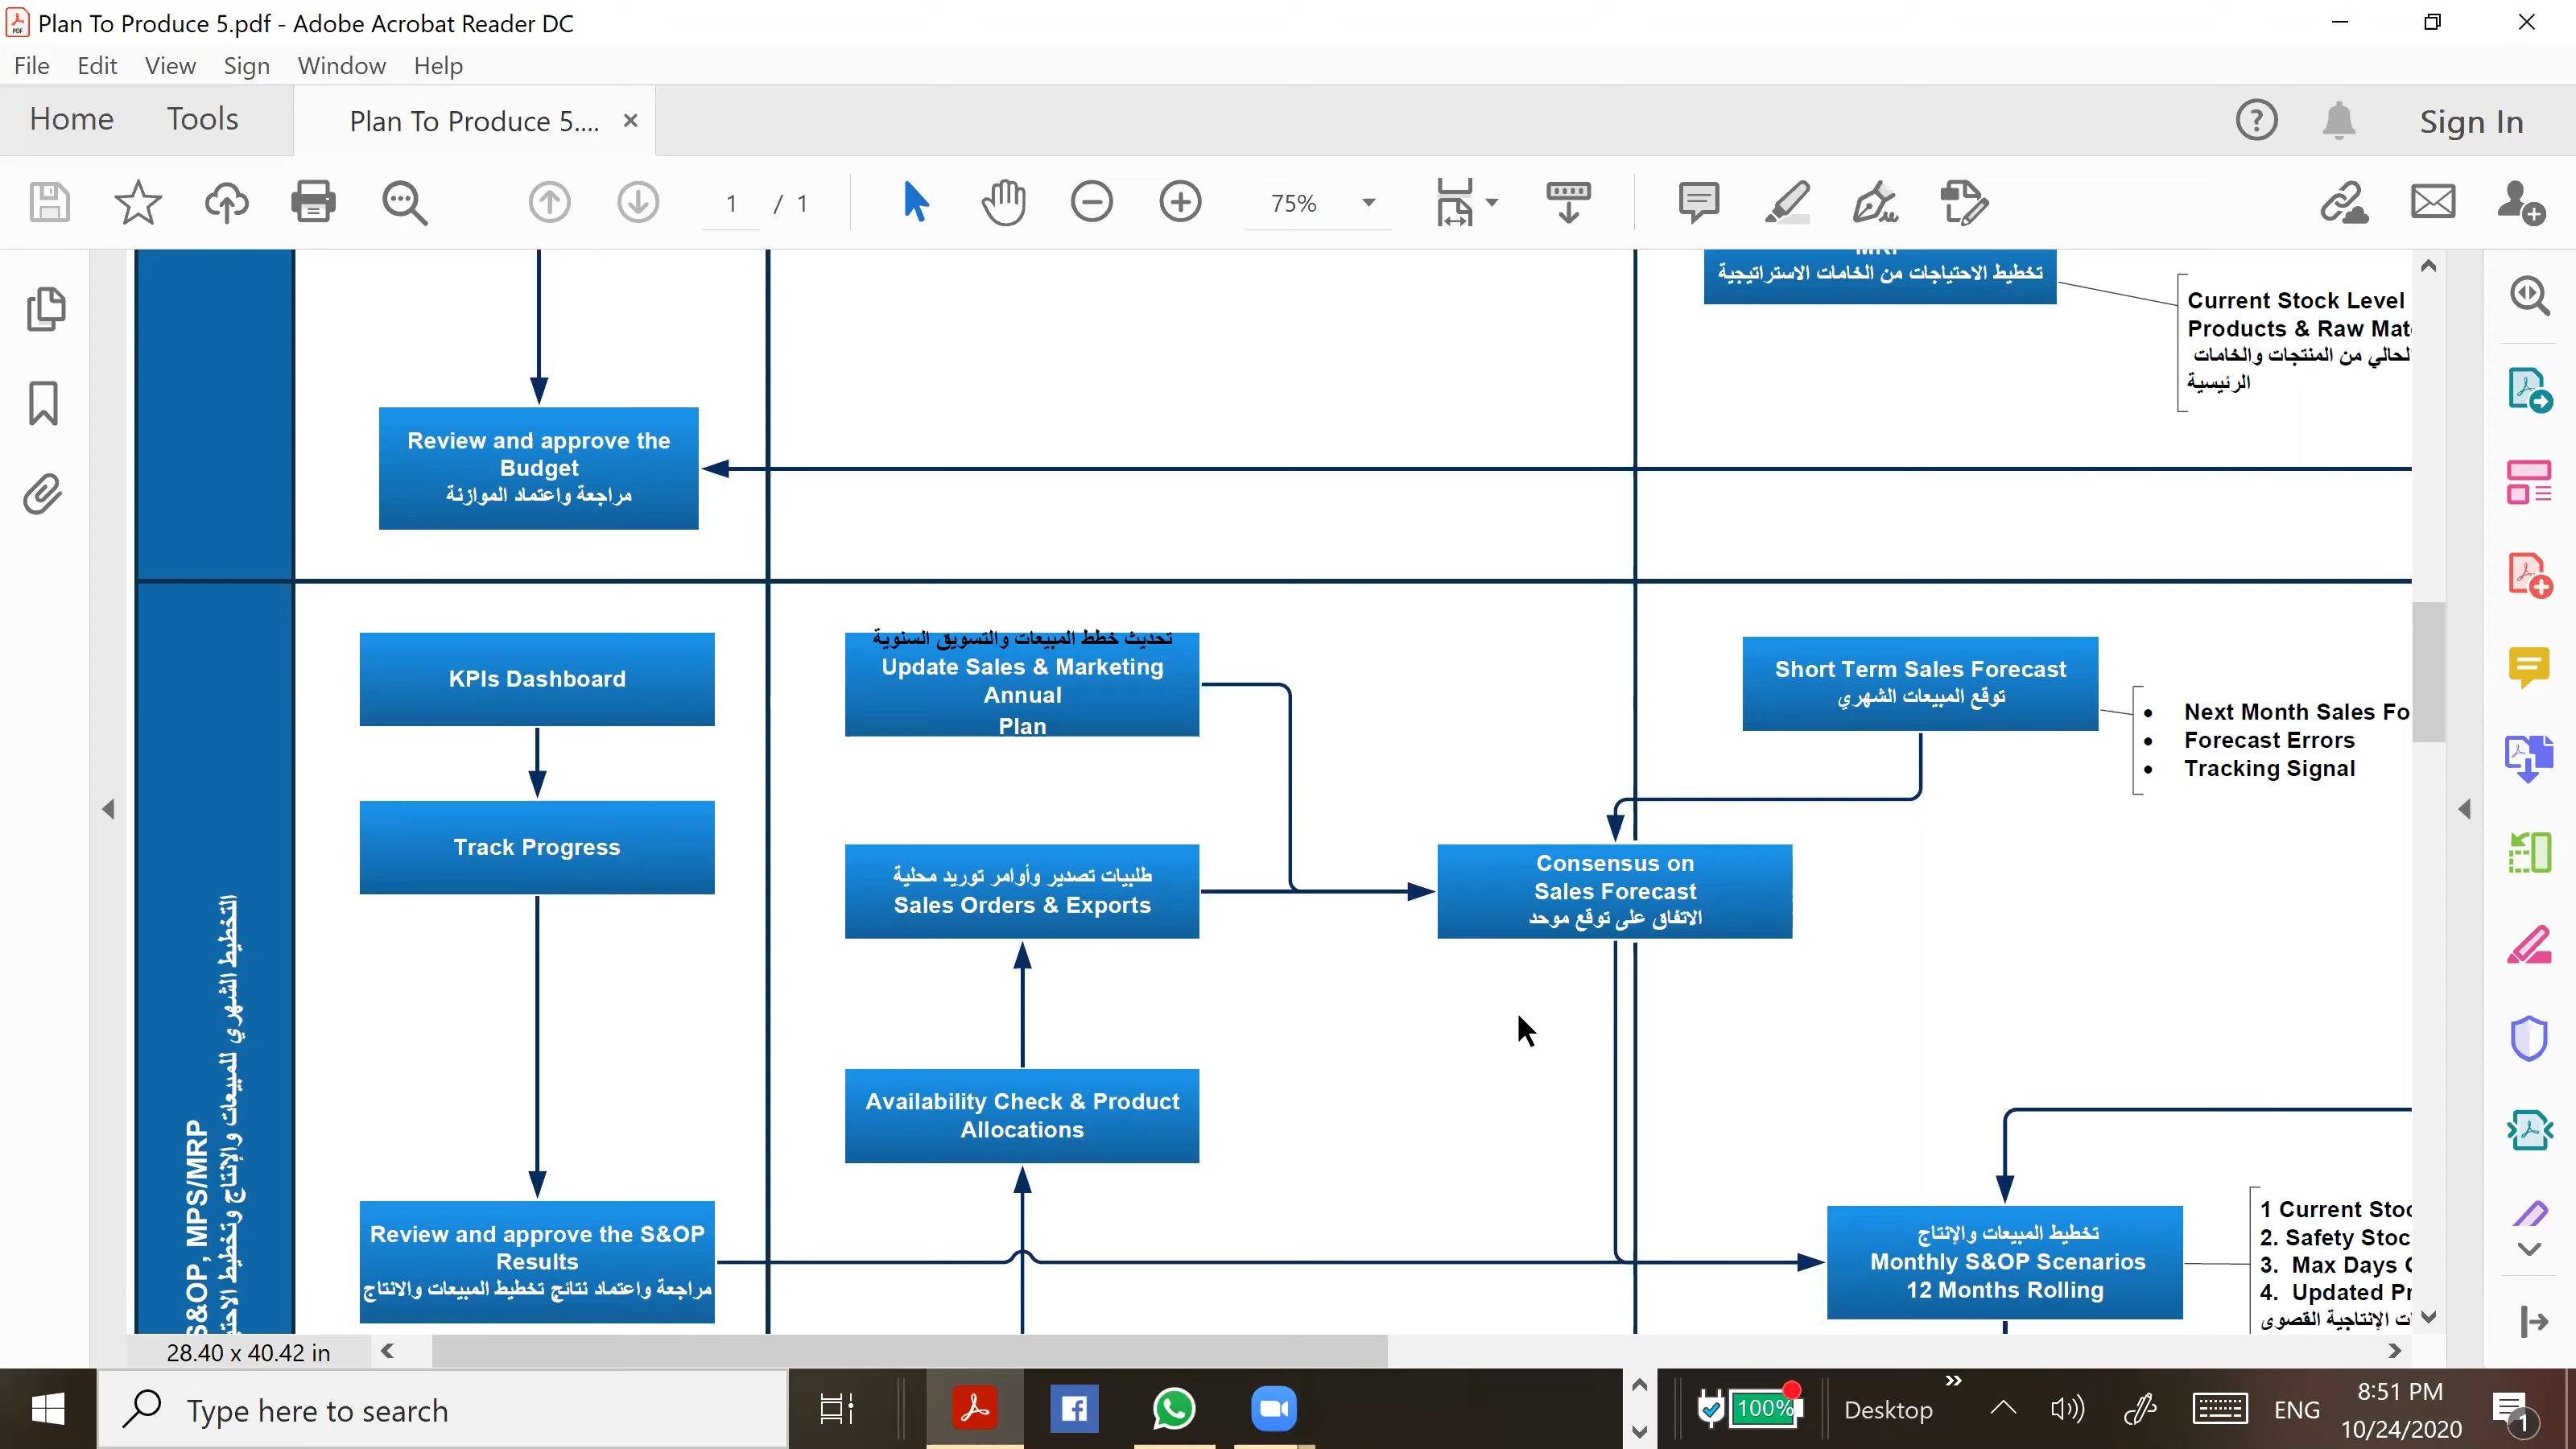 Plan To Produce 5.pdf - Adobe Acrobat Reader DC
File Edit View Sign Window Help
Home Tools Plan To Produce 5.... Sign In
1 / 1 75%
MRP
تخطيط الاحتياجات من الخامات الاستراتيجية
Current Stock Level
Products & Raw Mat
الحالي من المنتجات والخامات
الرئيسية
Review and approve the
Budget
مراجعة واعتماد الموازنة
KPIs Dashboard
تحديث خطط المبيعات والتسويق السنوية
Update Sales & Marketing
Annual
Plan
Short Term Sales Forecast
توقع المبيعات الشهري
• Next Month Sales Fo
• Forecast Errors
• Tracking Signal
Track Progress
طلبيات تصدير وأوامر توريد محلية
Sales Orders & Exports
Consensus on
Sales Forecast
الاتفاق على توقع موحد
Availability Check & Product
Allocations
S&OP, MPS/MRP
التخطيط الشهري للمبيعات والإنتاج وتخطيط
Review and approve the S&OP
Results
مراجعة واعتماد نتائج تخطيط المبيعات والانتاج
تخطيط المبيعات والإنتاج
Monthly S&OP Scenarios
12 Months Rolling
1 Current Stoc
2. Safety Stoc
3. Max Days
4. Updated Pr
الإنتاجية القصوى
28.40 x 40.42 in
Type here to search
100%
Desktop
ENG
8:51 PM
10/24/2020
1